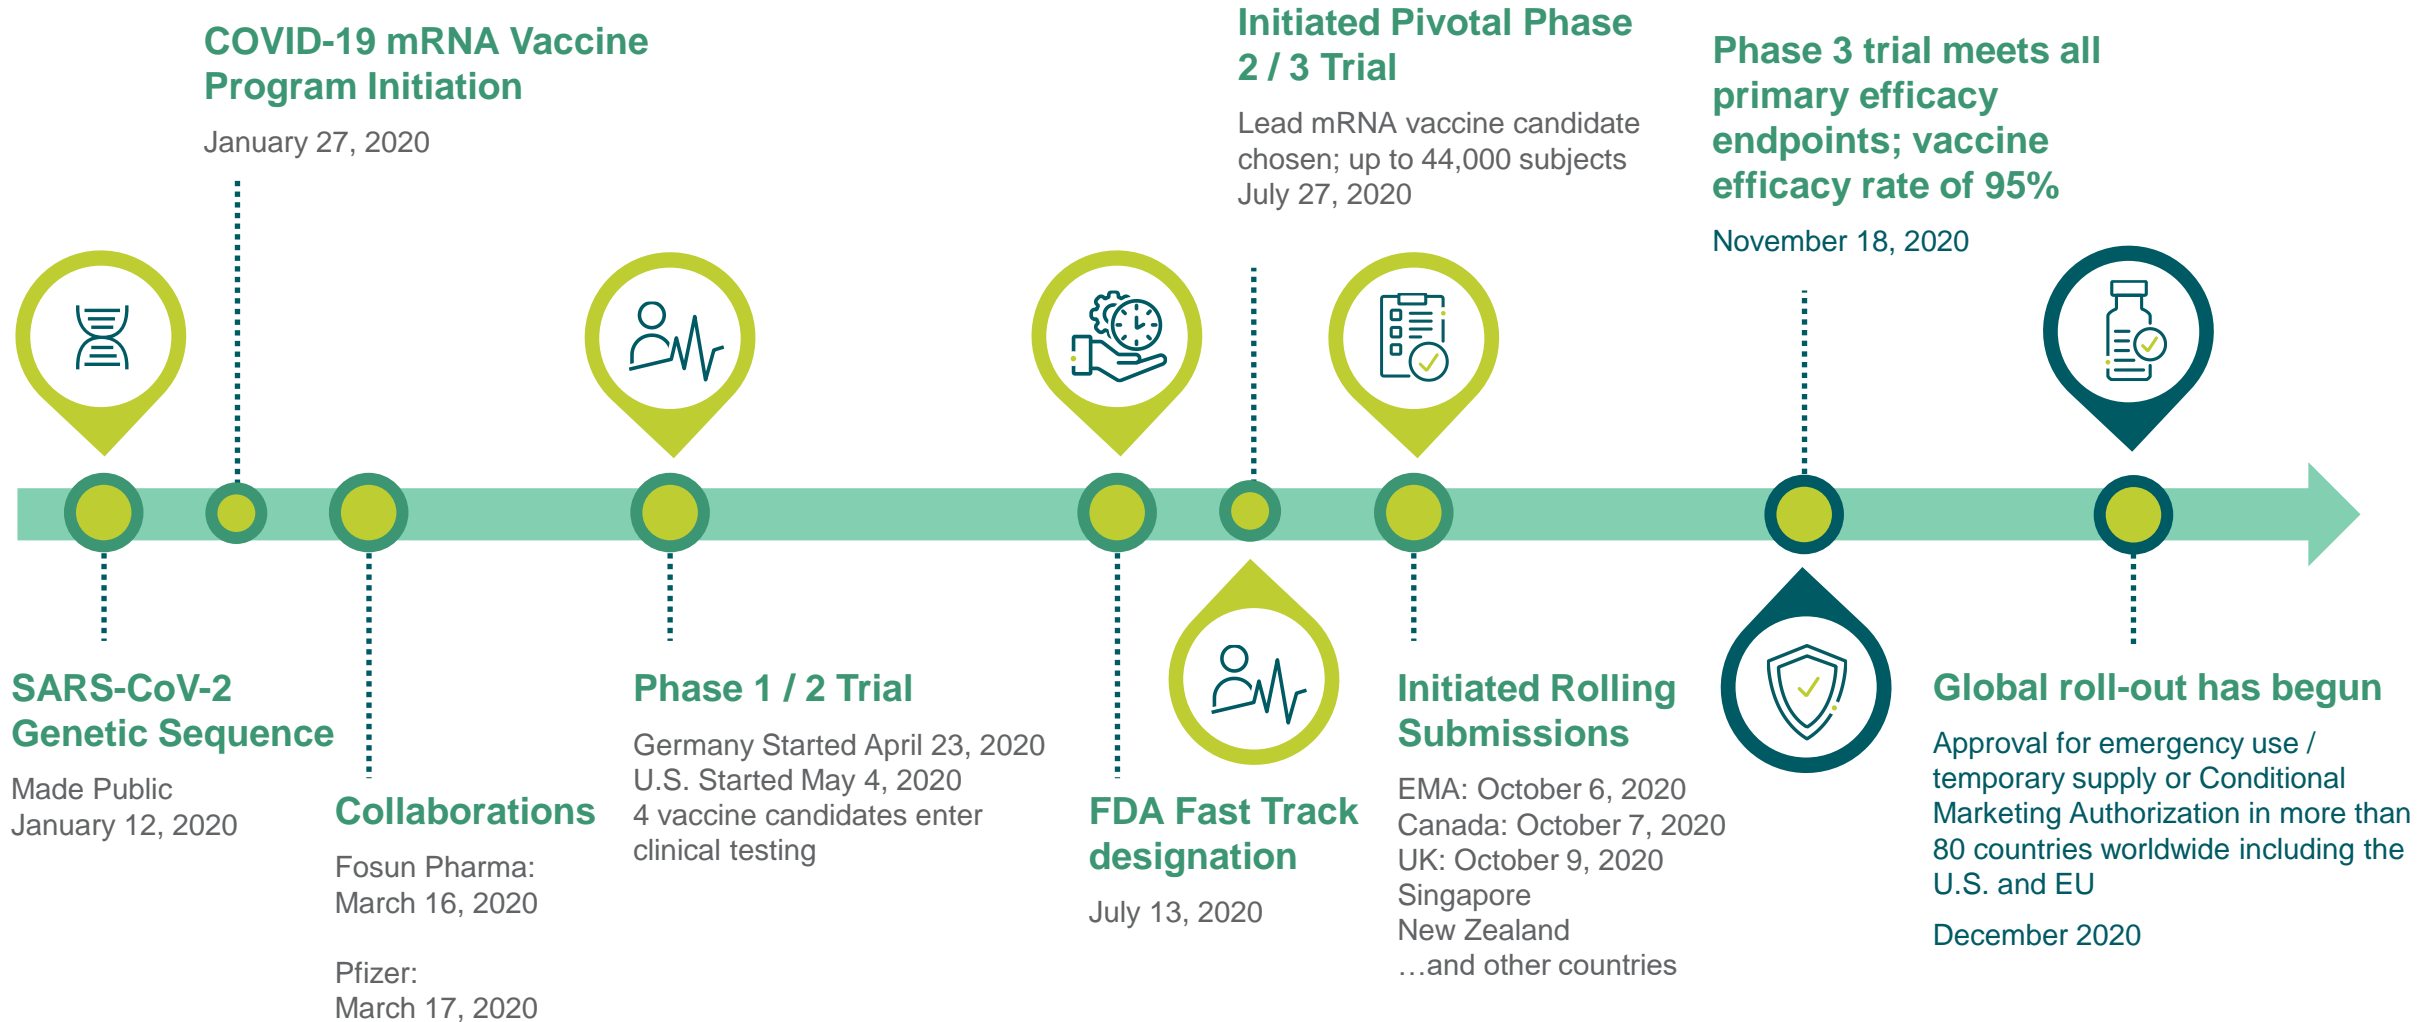 SARS-CoV-2
Genetic Sequence
Made Public
January 12, 2020
COVID-19 mRNA Vaccine
Program Initiation
January 27, 2020
Collaborations
Fosun Pharma:
March 16, 2020
Pfizer:
March 17, 2020
Phase 1 / 2 Trial
Germany Started April 23, 2020
U.S. Started May 4, 2020
4 vaccine candidates enter
clinical testing
FDA Fast Track
designation
July 13, 2020
Initiated Pivotal Phase
2 / 3 Trial
Lead mRNA vaccine candidate
chosen; up to 44,000 subjects
July 27, 2020
Initiated Rolling
Submissions
EMA: October 6, 2020
Canada: October 7, 2020
UK: October 9, 2020
Singapore
New Zealand
…and other countries
Phase 3 trial meets all
primary efficacy
endpoints; vaccine
efficacy rate of 95%
November 18, 2020
Global roll-out has begun
Approval for emergency use /
temporary supply or Conditional
Marketing Authorization in more than
80 countries worldwide including the
U.S. and EU
December 2020